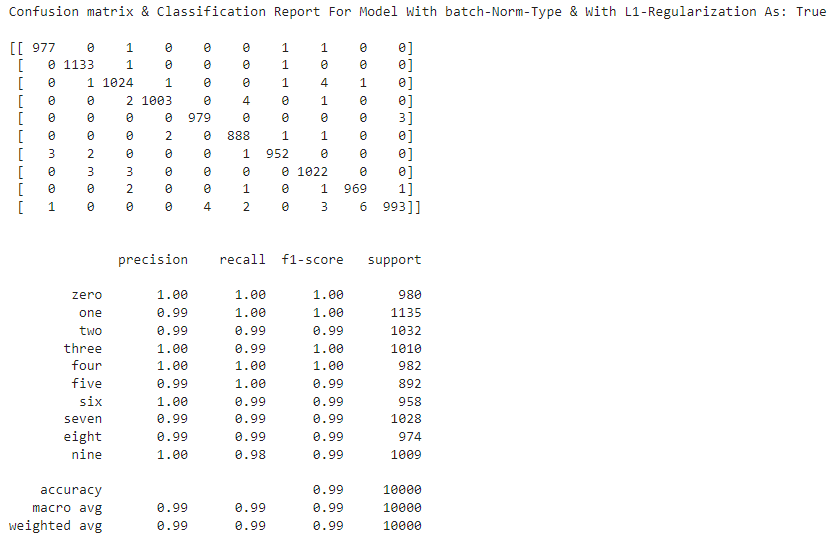 Confusion matrix & Classification Report For Model With batch-Norm-Type & With L1-Regularization As: True
[[ 977 0 1 0 0 0 1 1 0 0]
[ 0 1133 1 0 0 0 1 0 0 0]
[ 0 1 1024 1 0 0 1 4 1 0]
[ 0 0 2 1003 0 4 0 1 0 0]
[ 0 0 0 0 979 0 0 0 0 3]
[ 0 0 0 2 0 888 1 1 0 0]
[ 3 2 0 0 0 1 952 0 0 0]
[ 0 3 3 0 0 0 0 1022 0 0]
[ 0 0 2 0 0 1 0 1 969 1]
[ 1 0 0 0 4 2 0 3 6 993]]
precision recall f1-score support
zero 1.00 1.00 1.00 980
one 0.99 1.00 1.00 1135
two 0.99 0.99 0.99 1032
three 1.00 0.99 1.00 1010
four 1.00 1.00 1.00 982
five 0.99 1.00 0.99 892
six 1.00 0.99 0.99 958
seven 0.99 0.99 0.99 1028
eight 0.99 0.99 0.99 974
nine 1.00 0.98 0.99 1009
accuracy 0.99 10000
macro avg 0.99 0.99 0.99 10000
weighted avg 0.99 0.99 0.99 10000